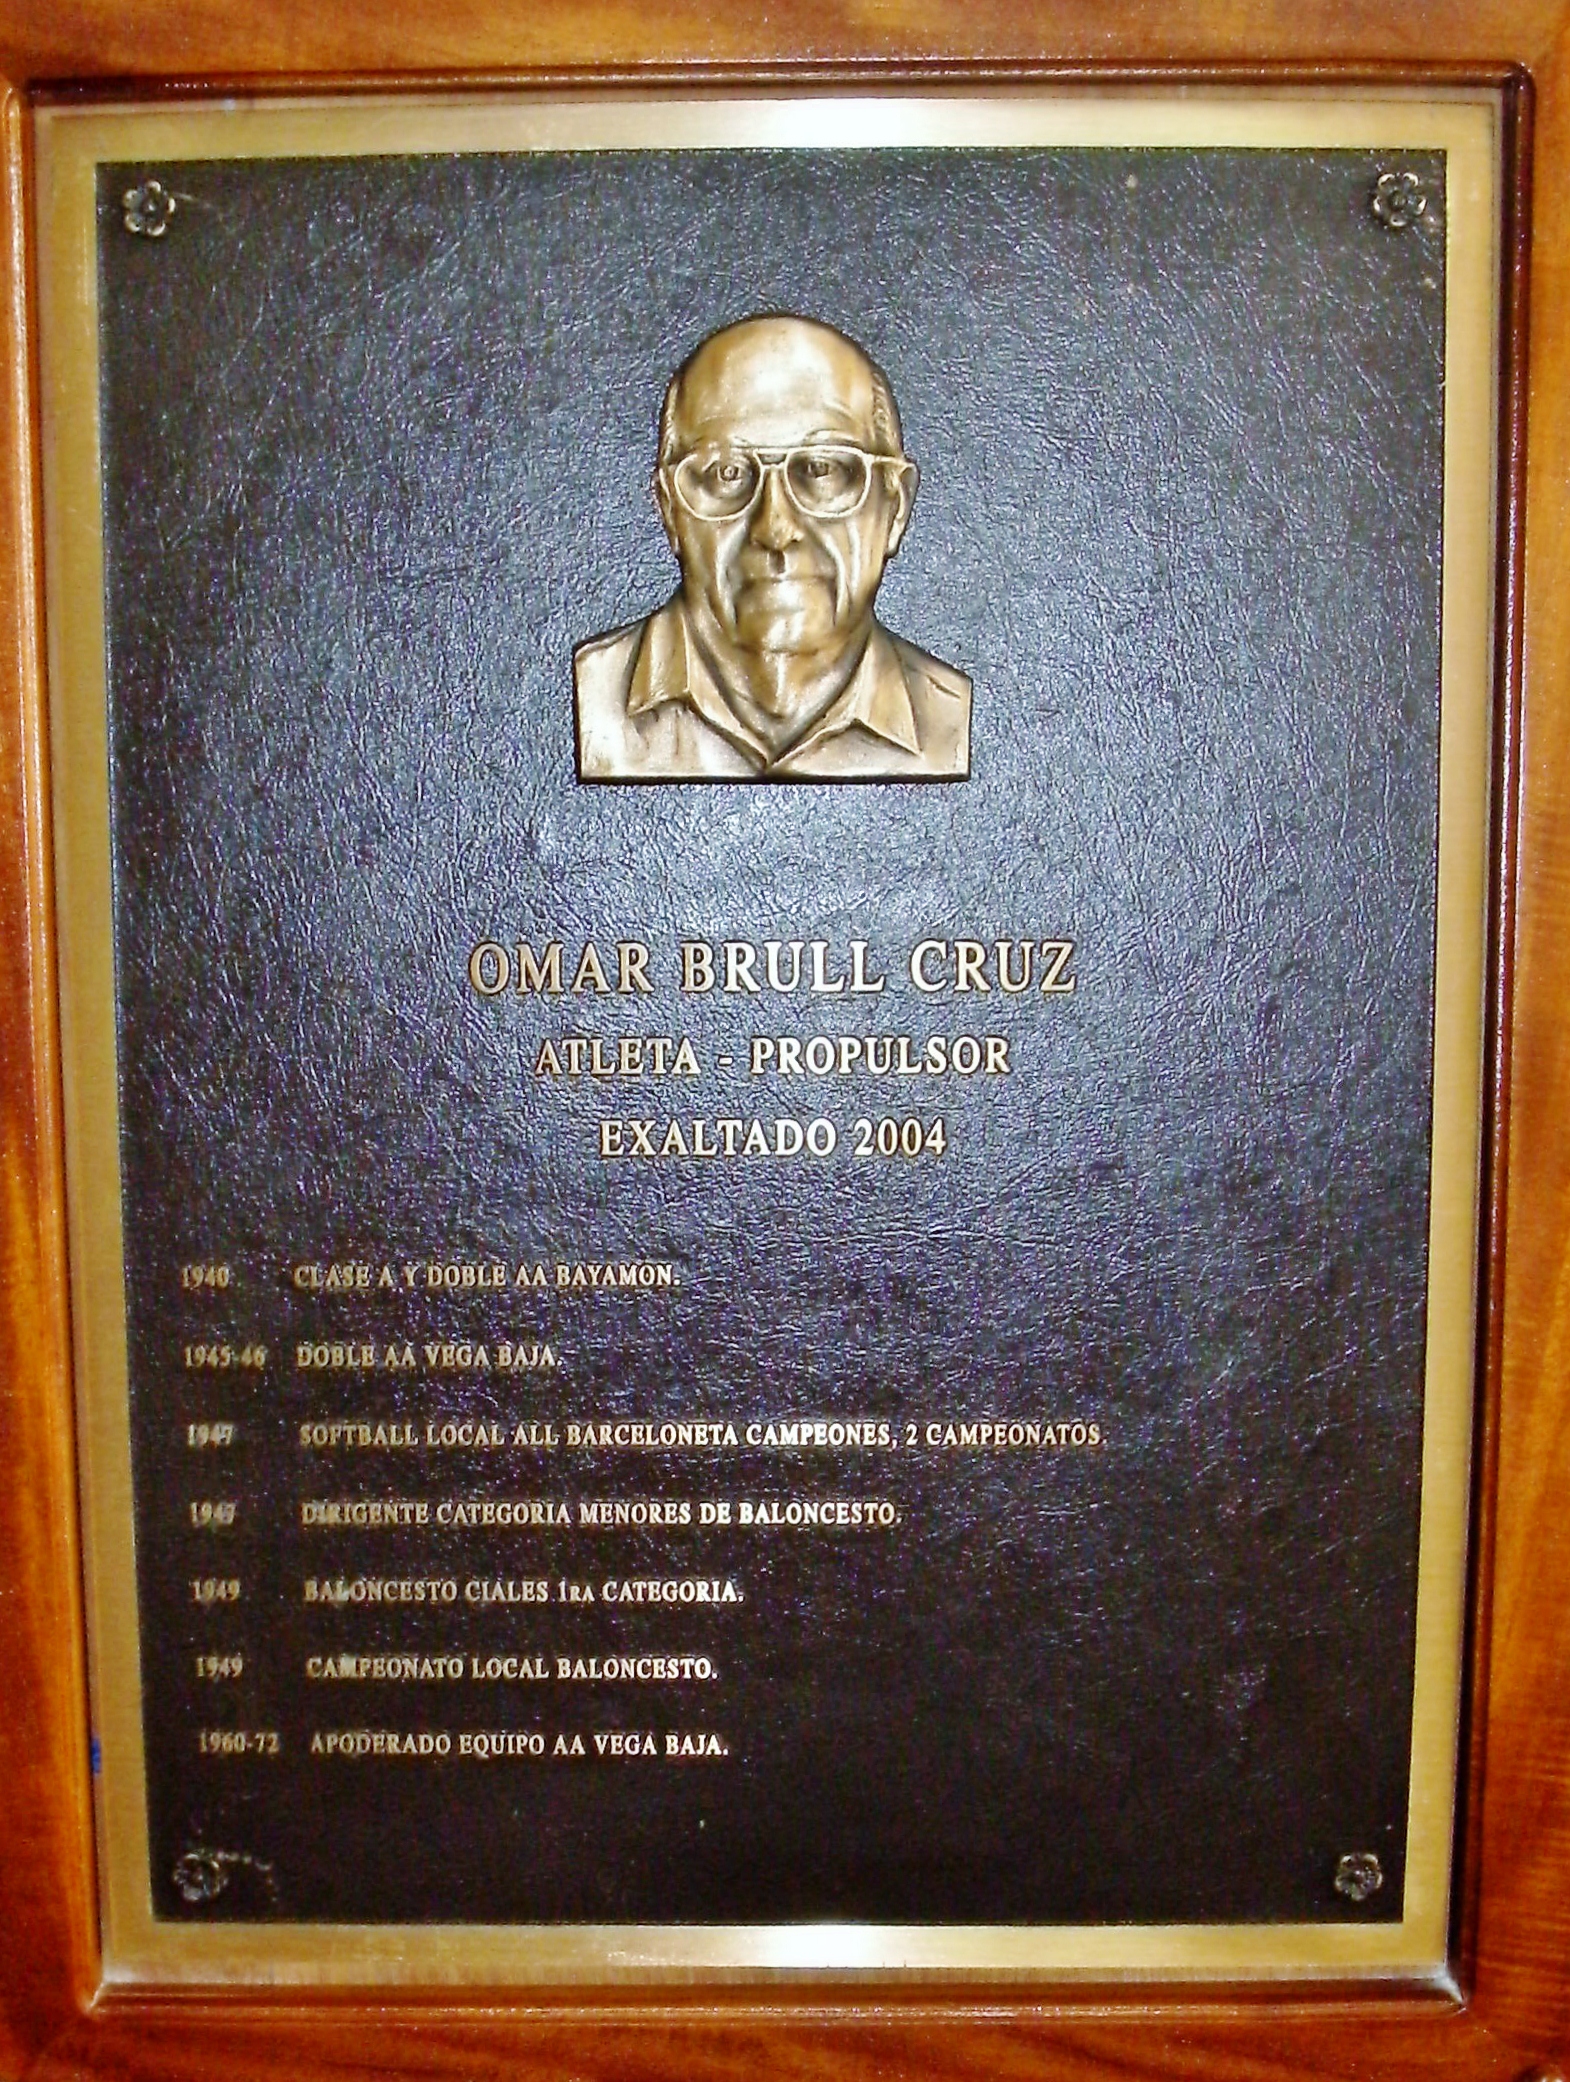 OMAR BRULL CRUZ
ATLETA - PROPULSOR
EXALTADO 2004
1940 CLASE A Y DOBLE AA BAYAMON.
1945-46 DOBLE AA VEGA BAJA.
1947 SOFTBALL LOCAL ALL BARCELONETA CAMPEONES, 2 CAMPEONATOS.
1947 DIRIGENTE CATEGORIA MENORES DE BALONCESTO.
1949 BALONCESTO CIALES 1RA CATEGORIA.
1949 CAMPEONATO LOCAL BALONCESTO.
1960-72 APODERADO EQUIPO AA VEGA BAJA.